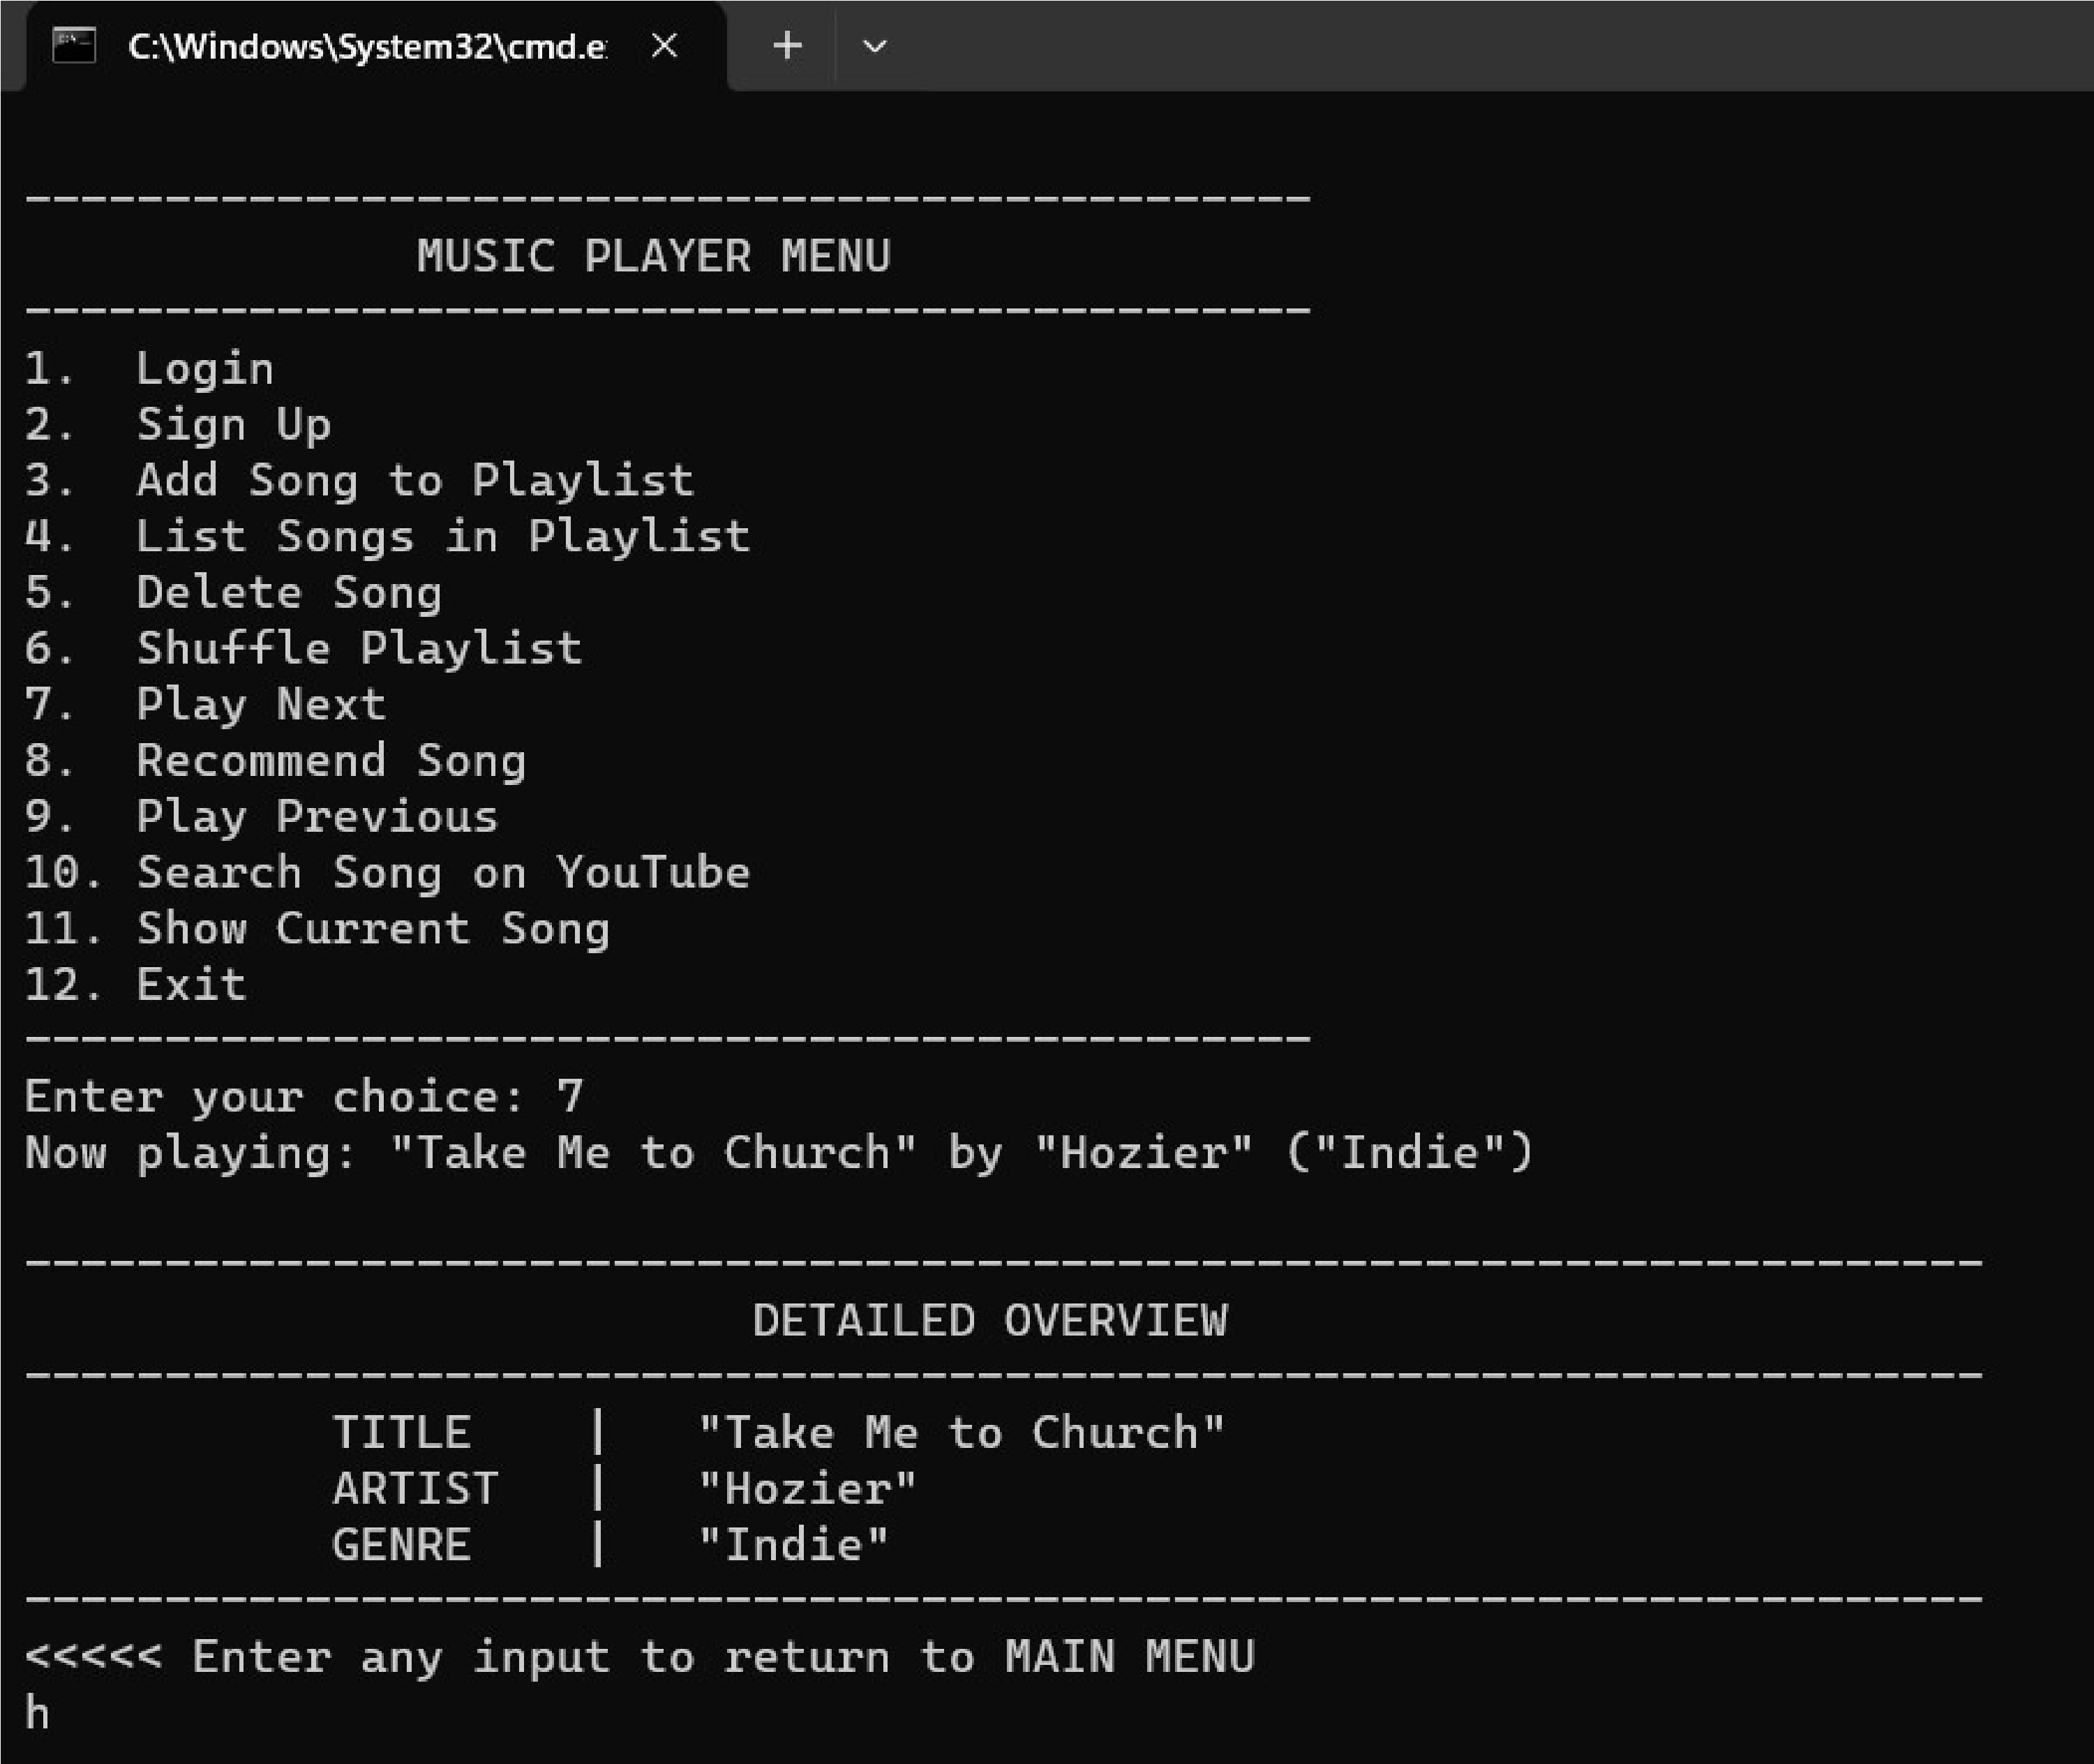 C:\Windows\System32\cmd.e
----------------------------------------------
MUSIC PLAYER MENU
----------------------------------------------
1.  Login
2.  Sign Up
3.  Add Song to Playlist
4.  List Songs in Playlist
5.  Delete Song
6.  Shuffle Playlist
7.  Play Next
8.  Recommend Song
9.  Play Previous
10. Search Song on YouTube
11. Show Current Song
12. Exit
----------------------------------------------
Enter your choice: 7
Now playing: "Take Me to Church" by "Hozier" ("Indie")
----------------------------------------------------------------------
DETAILED OVERVIEW
----------------------------------------------------------------------
TITLE    |   "Take Me to Church"
ARTIST   |   "Hozier"
GENRE    |   "Indie"
----------------------------------------------------------------------
<<<<< Enter any input to return to MAIN MENU
h